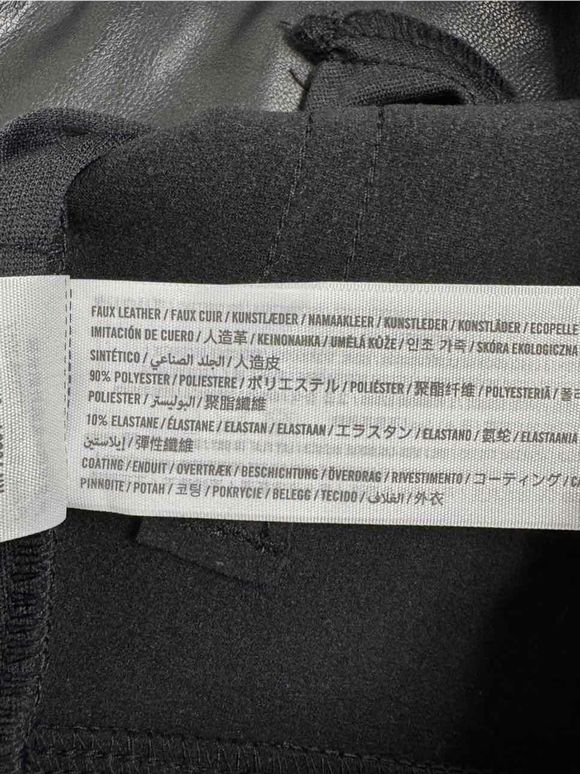 FAUX LEATHER / FAUX CUIR / KUNSTLÆDER / NAMAAKLEER / KUNSTLEDER / KONSTLÄDER / ECOPELLE
IMITACIÓN DE CUERO / 人造革 / KEINONAHKA / UMĚLÁ KŮŽE / 인조 가죽 / SKÓRA EKOLOGICZNA
SINTÉTICO / الجلد الصناعي / 人造皮
90% POLYESTER / POLIESTERE / ポリエステル / POLIÉSTER / 聚酯纤维 / POLYESTERIÄ / 폴리
POLIESTER / البوليستر / 聚脂纖維
10% ELASTANE / ÉLASTANE / ELASTAN / ELASTAAN / エラスタン / ELASTANO / 氨纶 / ELASTAANIA
إيلاستين / 彈性纖維
COATING / ENDUIT / OVERTRÆK / BESCHICHTUNG / ÖVERDRAG / RIVESTIMENTO / コーティング / CA
PINNOITE / POTAH / 코팅 / POKRYCIE / BELEGG / TECIDO / الغلاف / 外衣